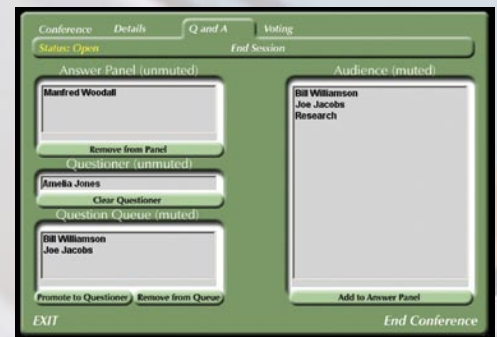 Conference Details Q and A Voting
Status: Open End Session
Answer Panel (unmuted)
Manfred Woodall
Remove from Panel
Questioner (unmuted)
Amelia Jones
Clear Questioner
Question Queue (muted)
Bill Williamson
Joe Jacobs
Promote to Questioner Remove from Queue
Audience (muted)
Bill Williamson
Joe Jacobs
Research
Add to Answer Panel
EXIT End Conference